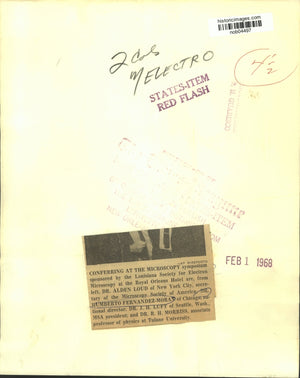 historicimages.com
nob04497
2 Cols
M ELECTRO
4-2
STATES-ITEM
RED FLASH
FEB 1 1968
CONFERRING AT THE MICROSCOPY symposium
sponsored by the Louisiana Society for Electron
Microscopy at the Royal Orleans Hotel are, from
left, DR. ALDEN LOUD of New York City, secre-
tary of the Microscopy Society of America, DR.
HUMBERTO FERNANDEZ-MORAN of Chicago, na-
tional director, DR. J. H. LUFT of Seattle, Wash.,
MSA president, and DR. R. H. MORRISS, associate
professor of physics at Tulane University.